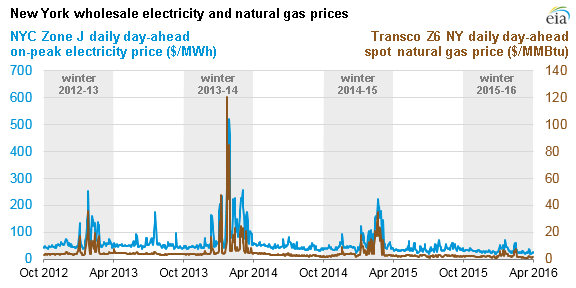 New York wholesale electricity and natural gas prices
eia
NYC Zone J daily day-ahead
on-peak electricity price ($/MWh)
Transco Z6 NY daily day-ahead
spot natural gas price ($/MMBtu)
700
600
500
400
300
200
100
0
winter
2012-13
winter
2013-14
winter
2014-15
winter
2015-16
140
120
100
80
60
40
20
0
Oct 2012 Apr 2013 Oct 2013 Apr 2014 Oct 2014 Apr 2015 Oct 2015 Apr 2016